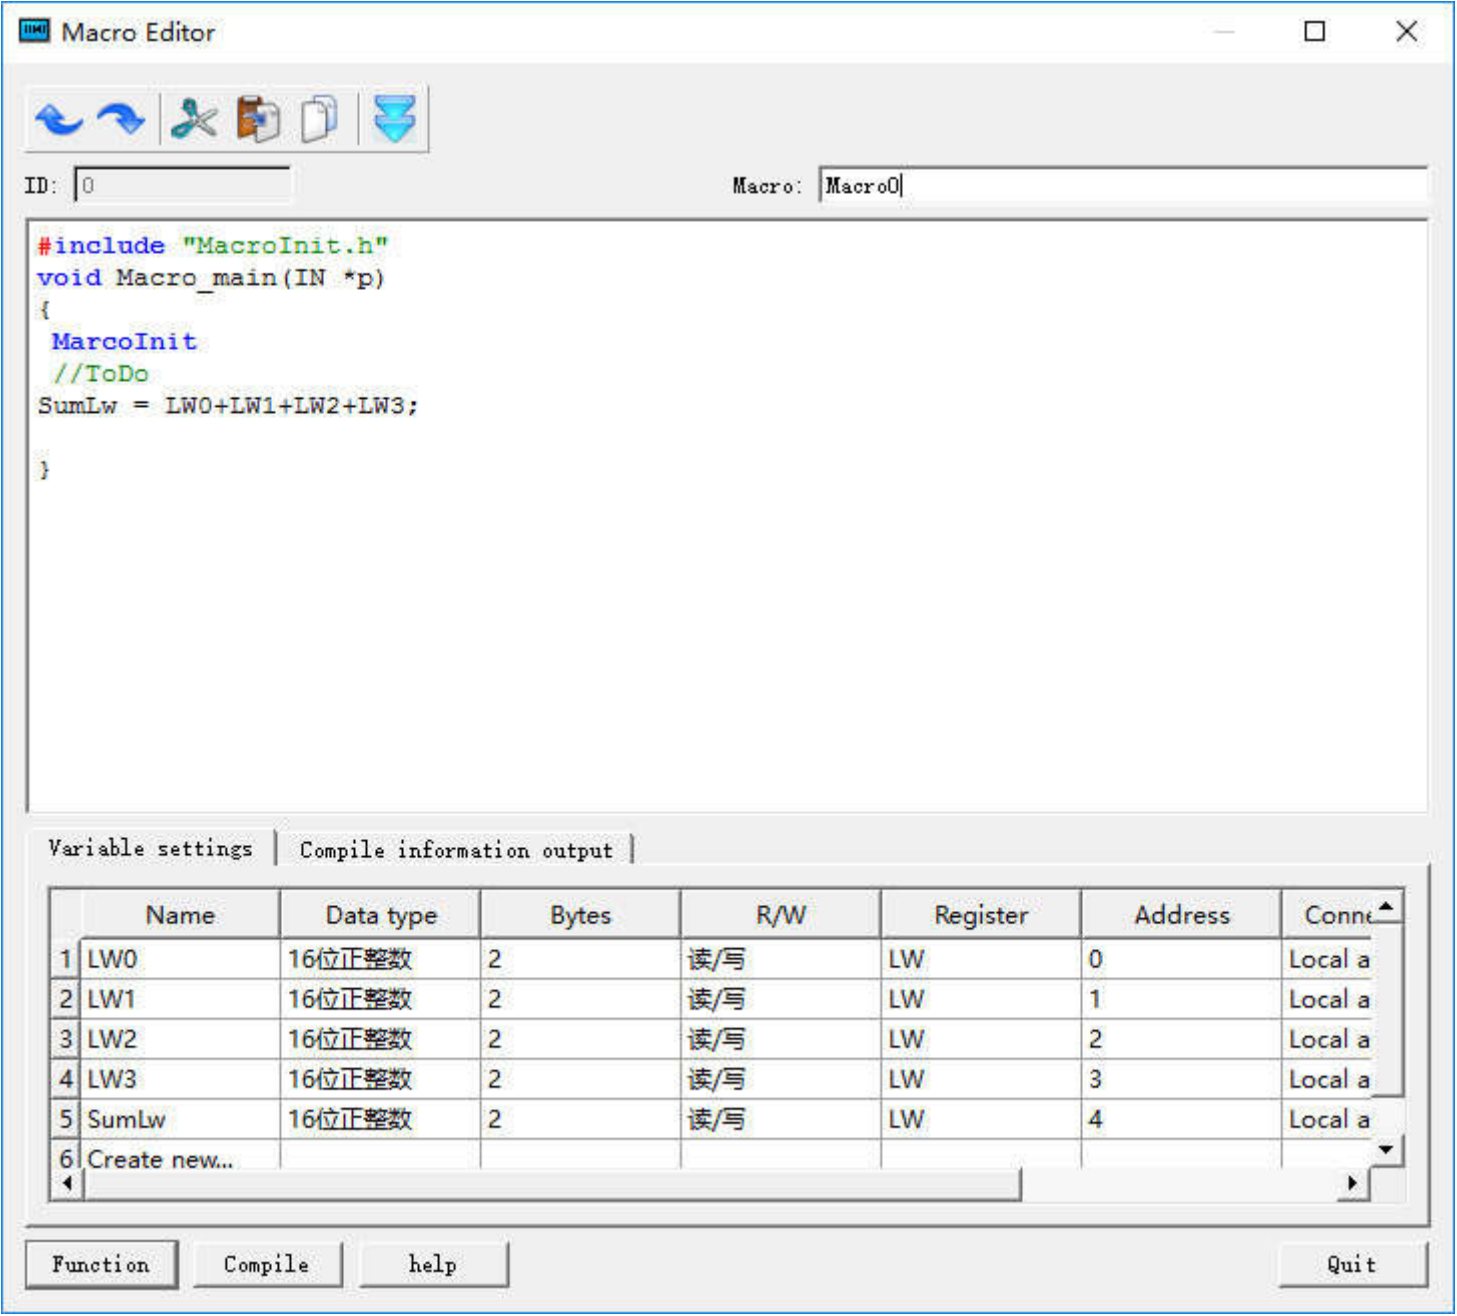 Macro Editor
ID: 0 Macro: Macro0
#include "MacroInit.h"
void Macro_main(IN *p)
{
MarcoInit
//ToDo
SumLw = LW0+LW1+LW2+LW3;
}
Variable settings Compile information output
Name Data type Bytes R/W Register Address Conne
1 LW0 16位正整数 2 读/写 LW 0 Local a
2 LW1 16位正整数 2 读/写 LW 1 Local a
3 LW2 16位正整数 2 读/写 LW 2 Local a
4 LW3 16位正整数 2 读/写 LW 3 Local a
5 SumLw 16位正整数 2 读/写 LW 4 Local a
6 Create new...
Function Compile help Quit